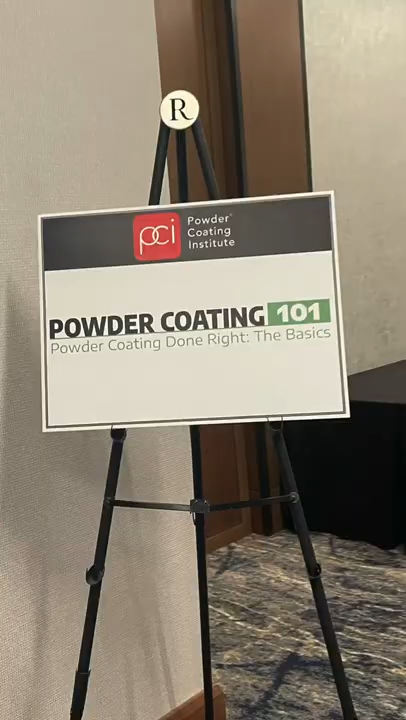 R
pci
Powder
Coating
Institute
POWDER COATING 101
Powder Coating Done Right: The Basics